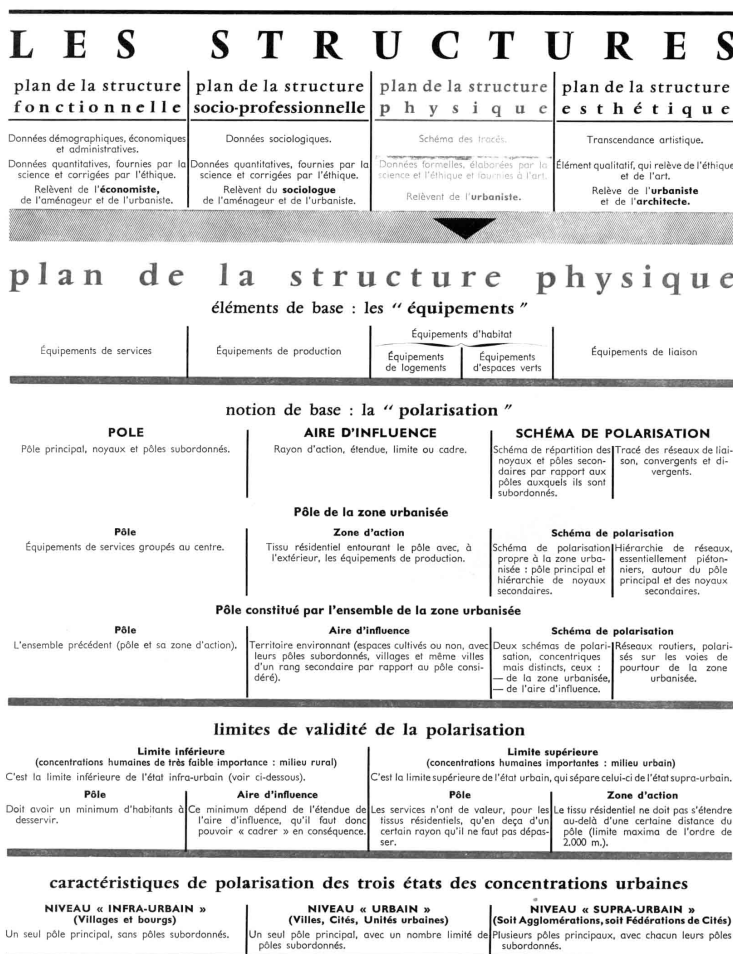 LES STRUCTURES
plan de la structure
fonctionnelle
Données démographiques, économiques
et administratives.
Données quantitatives, fournies par la
science et corrigées par l'éthique.
Relèvent de l'économiste,
de l'aménageur et de l'urbaniste.
plan de la structure
socio-professionnelle
Données sociologiques.
Données quantitatives, fournies par la
science et corrigées par l'éthique.
Relèvent du sociologue
de l'aménageur et de l'urbaniste.
plan de la structure
physique
Schéma des tracés.
Données formelles, élaborées par la
science et l'éthique et fournies à l'art.
Relèvent de l'urbaniste.
plan de la structure
esthétique
Transcendance artistique.
Élément qualitatif, qui relève de l'éthique
et de l'art.
Relève de l'urbaniste
et de l'architecte.
plan de la structure physique
éléments de base : les " équipements "
Équipements de services
Équipements de production
Équipements d'habitat
Équipements
de logements
Équipements
d'espaces verts
Équipements de liaison
notion de base : la " polarisation "
POLE
Pôle principal, noyaux et pôles subordonnés.
AIRE D'INFLUENCE
Rayon d'action, étendue, limite ou cadre.
SCHÉMA DE POLARISATION
Schéma de répartition des
noyaux et pôles secon-
daires par rapport aux
pôles auxquels ils sont
subordonnés.
Tracé des réseaux de liai-
son, convergents et di-
vergents.
Pôle de la zone urbanisée
Pôle
Équipements de services groupés au centre.
Zone d'action
Tissu résidentiel entourant le pôle avec, à
l'extérieur, les équipements de production.
Schéma de polarisation
Schéma de polarisation
propre à la zone urba-
nisée : pôle principal et
hiérarchie de noyaux
secondaires.
Hiérarchie de réseaux,
essentiellement piéton-
niers, autour du pôle
principal et des noyaux
secondaires.
Pôle constitué par l'ensemble de la zone urbanisée
Pôle
L'ensemble précédent (pôle et sa zone d'action).
Aire d'influence
Territoire environnant (espaces cultivés ou non, avec
leurs pôles subordonnés, villages et même villes
d'un rang secondaire par rapport au pôle consi-
déré).
Schéma de polarisation
Deux schémas de polari-
sation, concentriques
mais distincts, ceux :
— de la zone urbanisée,
— de l'aire d'influence.
Réseaux routiers, polari-
sés sur les voies de
pourtour de la zone
urbanisée.
limites de validité de la polarisation
Limite inférieure
(concentrations humaines de très faible importance : milieu rural)
C'est la limite inférieure de l'état infra-urbain (voir ci-dessous).
Pôle
Doit avoir un minimum d'habitants à
desservir.
Aire d'influence
Ce minimum dépend de l'étendue de
l'aire d'influence, qu'il faut donc
pouvoir « cadrer » en conséquence.
Limite supérieure
(concentrations humaines importantes : milieu urbain)
C'est la limite supérieure de l'état urbain, qui sépare celui-ci de l'état supra-urbain.
Pôle
Les services n'ont de valeur, pour les
tissus résidentiels, qu'en deçà d'un
certain rayon qu'il ne faut pas dépas-
ser.
Zone d'action
Le tissu résidentiel ne doit pas s'étendre
au-delà d'une certaine distance du
pôle (limite maxima de l'ordre de
2.000 m.).
caractéristiques de polarisation des trois états des concentrations urbaines
NIVEAU « INFRA-URBAIN »
(Villages et bourgs)
Un seul pôle principal, sans pôles subordonnés.
NIVEAU « URBAIN »
(Villes, Cités, Unités urbaines)
Un seul pôle principal, avec un nombre limité de
pôles subordonnés.
NIVEAU « SUPRA-URBAIN »
(Soit Agglomérations, soit Fédérations de Cités)
Plusieurs pôles principaux, avec chacun leurs pôles
subordonnés.